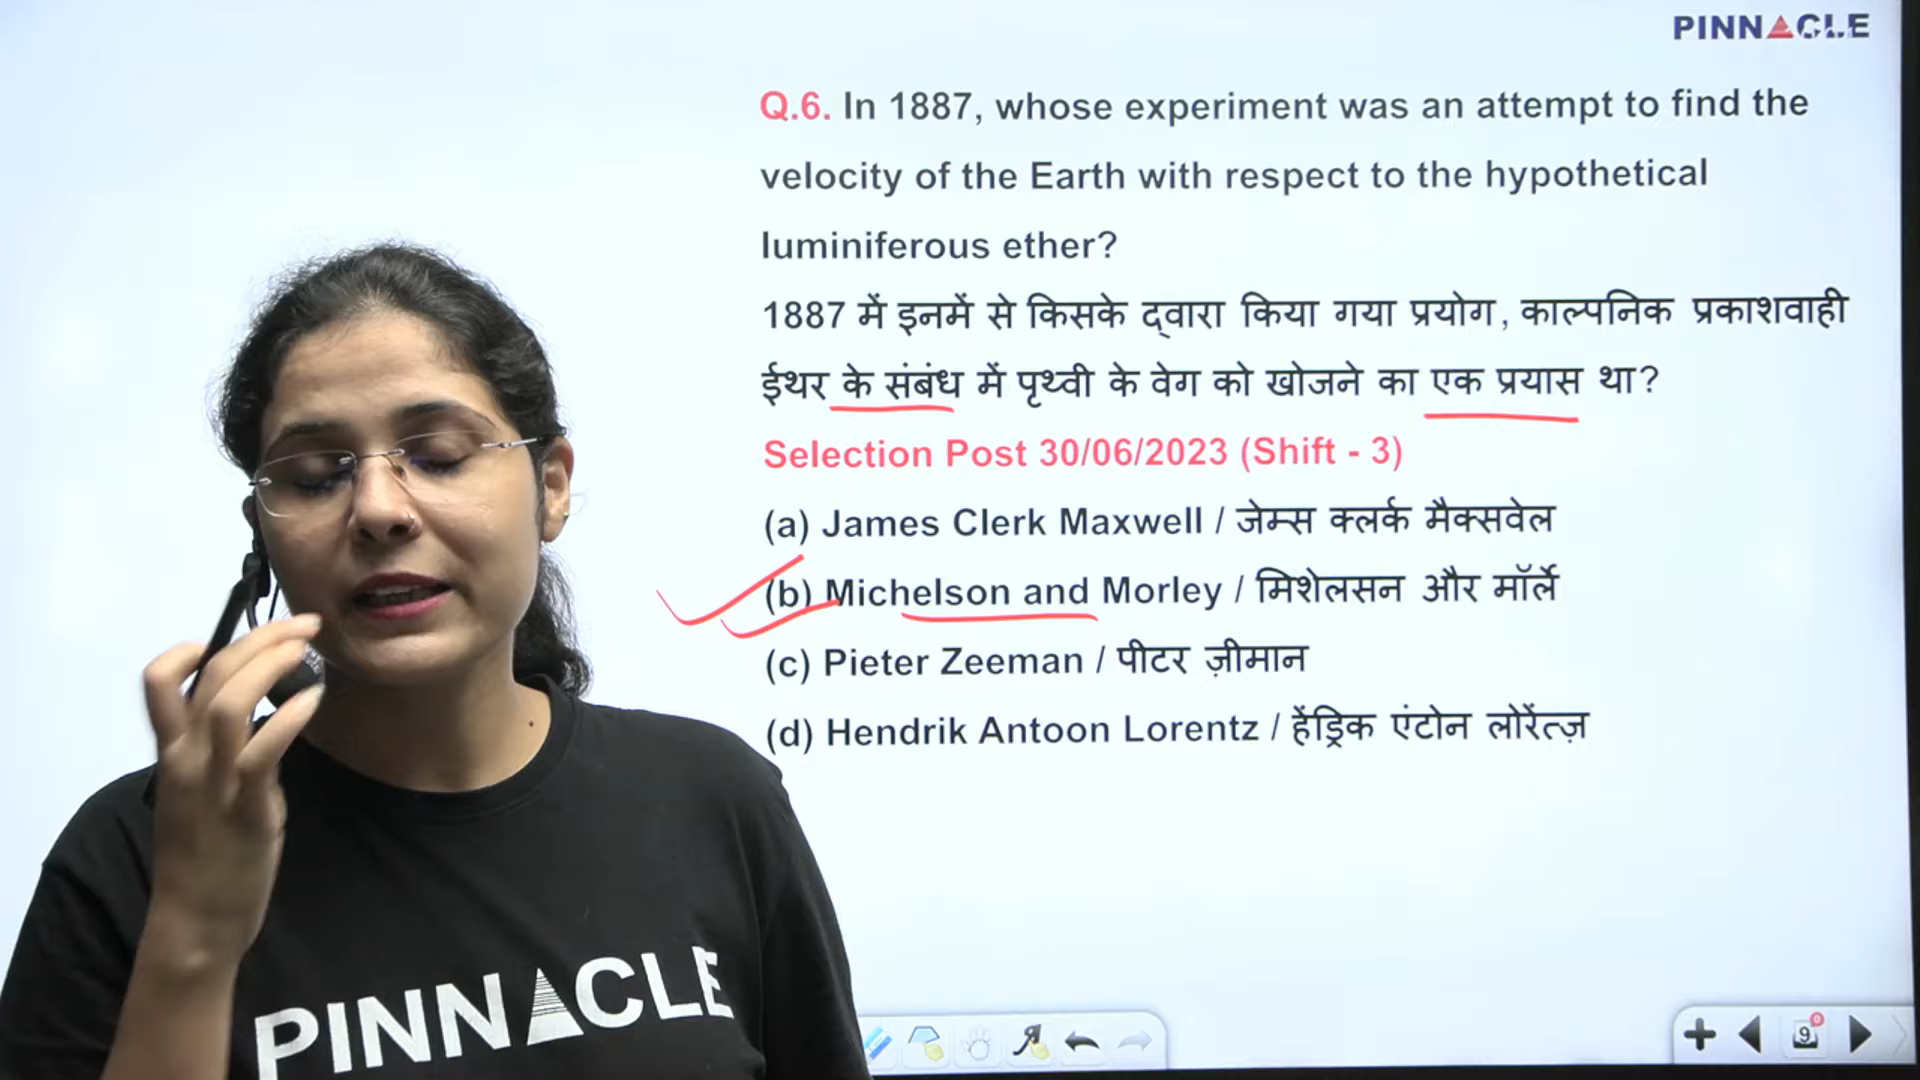 PINNACLE
Q.6. In 1887, whose experiment was an attempt to find the
velocity of the Earth with respect to the hypothetical
luminiferous ether?
1887 में इनमें से किसके द्वारा किया गया प्रयोग, काल्पनिक प्रकाशवाही
ईथर के संबंध में पृथ्वी के वेग को खोजने का एक प्रयास था?
Selection Post 30/06/2023 (Shift - 3)
(a) James Clerk Maxwell / जेम्स क्लर्क मैक्सवेल
(b) Michelson and Morley / मिशेलसन और मॉर्ले
(c) Pieter Zeeman / पीटर ज़ीमान
(d) Hendrik Antoon Lorentz / हेंड्रिक एंटोन लोरेंत्ज़
PINNACLE
9